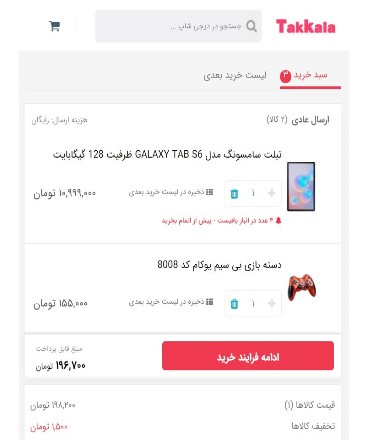 Takkala
جستجو در دیجی شاپ ...
سبد خرید ۳
لیست خرید بعدی
ارسال عادی (۲ کالا)
هزینه ارسال: رایگان
تبلت سامسونگ مدل GALAXY TAB S6 ظرفیت 128 گیگابایت
۱
ذخیره در لیست خرید بعدی
۱۰,۹۹۹,۰۰۰ تومان
۳ عدد در انبار باقیست - پیش از اتمام بخرید
دسته بازی بی سیم یوکام کد 8008
۱
ذخیره در لیست خرید بعدی
۱۵۵,۰۰۰ تومان
ادامه فرایند خرید
مبلغ قابل پرداخت
۱۹۶,۷۰۰ تومان
قیمت کالاها (۱)
۱۹۸,۲۰۰ تومان
تخفیف کالاها
۱,۵۰۰ تومان